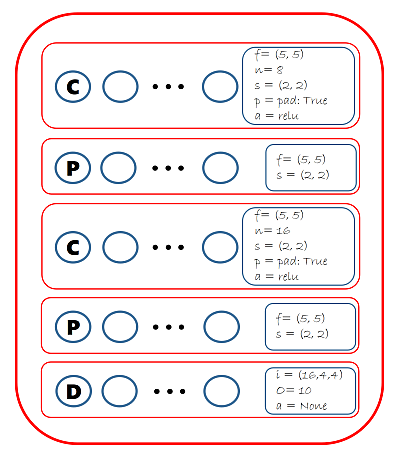 C
f= (5, 5)
n= 8
s = (2, 2)
p = pad: True
a = relu
P
f= (5, 5)
s = (2, 2)
C
f= (5, 5)
n= 16
s = (2, 2)
p = pad: True
a = relu
P
f= (5, 5)
s = (2, 2)
D
i = (16,4,4)
O= 10
a = None